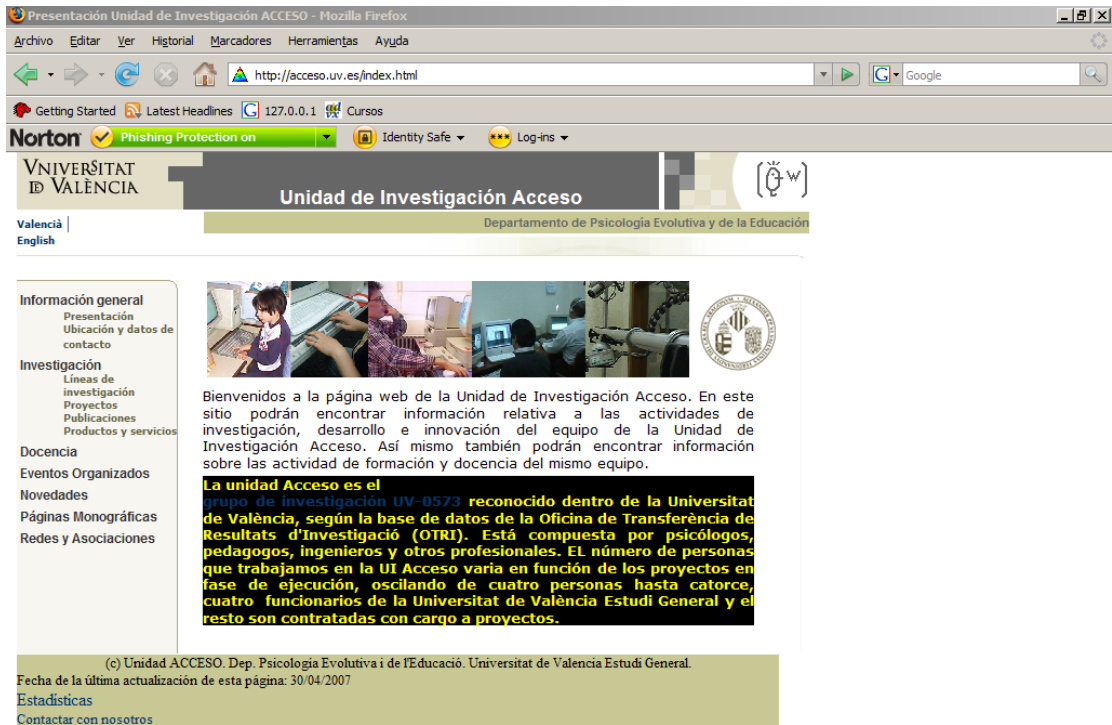 Presentación Unidad de Investigación ACCESO - Mozilla Firefox
Archivo Editar Ver Historial Marcadores Herramientas Ayuda
http://acceso.uv.es/index.html
Google
Getting Started Latest Headlines 127.0.0.1 Cursos
Norton Phishing Protection on Identity Safe Log-ins
VNIVERSITAT
ID VALÈNCIA
Unidad de Investigación Acceso
Valencià
English
Departamento de Psicología Evolutiva y de la Educación
Información general
Presentación
Ubicación y datos de
contacto
Investigación
Líneas de
investigación
Proyectos
Publicaciones
Productos y servicios
Docencia
Eventos Organizados
Novedades
Páginas Monográficas
Redes y Asociaciones
Bienvenidos a la página web de la Unidad de Investigación Acceso. En este
sitio podrán encontrar información relativa a las actividades de
investigación, desarrollo e innovación del equipo de la Unidad de
Investigación Acceso. Así mismo también podrán encontrar información
sobre las actividad de formación y docencia del mismo equipo.
La unidad Acceso es el
grupo de investigación UV-0573 reconocido dentro de la Universitat
de València, según la base de datos de la Oficina de Transferència de
Resultats d'Investigació (OTRI). Está compuesta por psicólogos,
pedagogos, ingenieros y otros profesionales. EL número de personas
que trabajamos en la UI Acceso varia en función de los proyectos en
fase de ejecución, oscilando de cuatro personas hasta catorce,
cuatro funcionarios de la Universitat de València Estudi General y el
resto son contratadas con cargo a proyectos.
(c) Unidad ACCESO. Dep. Psicologia Evolutiva i de l'Educació. Universitat de Valencia Estudi General.
Fecha de la última actualización de esta página: 30/04/2007
Estadísticas
Contactar con nosotros